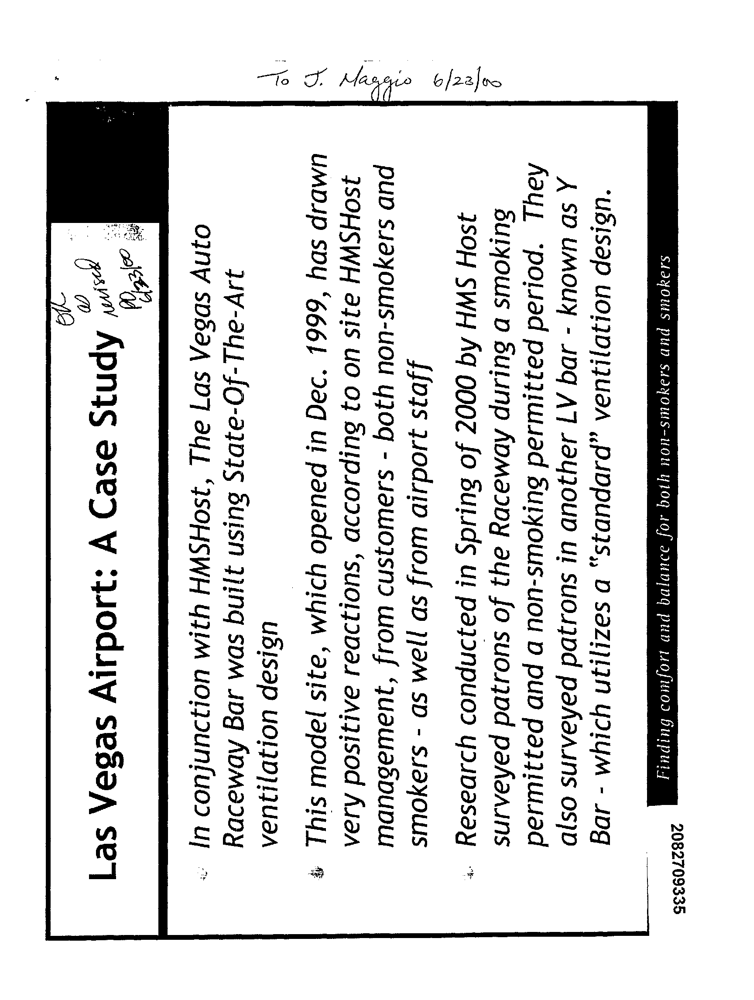 To J. Maggio 6/23/00
Las Vegas Airport: A Case Study
OK
as
revised
6/23/00
In conjunction with HMSHost, The Las Vegas Auto
Raceway Bar was built using State-Of-The-Art
ventilation design
This model site, which opened in Dec. 1999, has drawn
very positive reactions, according to on site HMSHost
management, from customers - both non-smokers and
smokers - as well as from airport staff
Research conducted in Spring of 2000 by HMS Host
surveyed patrons of the Raceway during a smoking
permitted and a non-smoking permitted period. They
also surveyed patrons in another LV bar - known as Y
Bar - which utilizes a "standard" ventilation design.
Finding comfort and balance for both non-smokers and smokers
2082709335